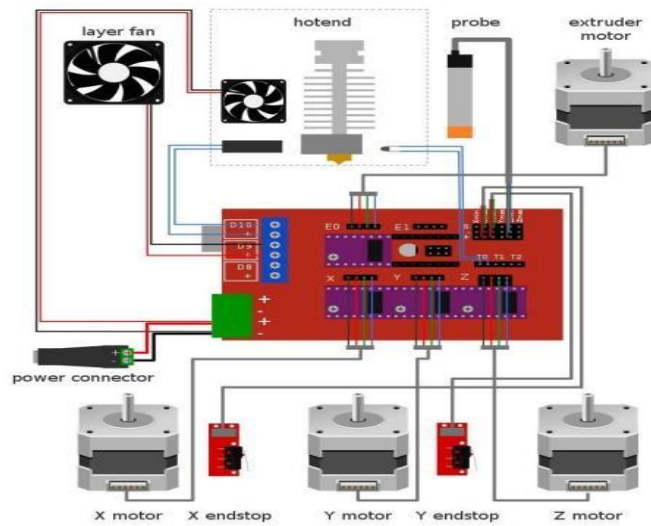 hotend
probe
extruder
motor
layer fan
D10
- +
D9
- +
D8
- +
E0
E1
T0 T1 T2
X
Y
Z
+
-
+
-
+
-
power connector
X motor
X endstop
Y motor
Y endstop
Z motor